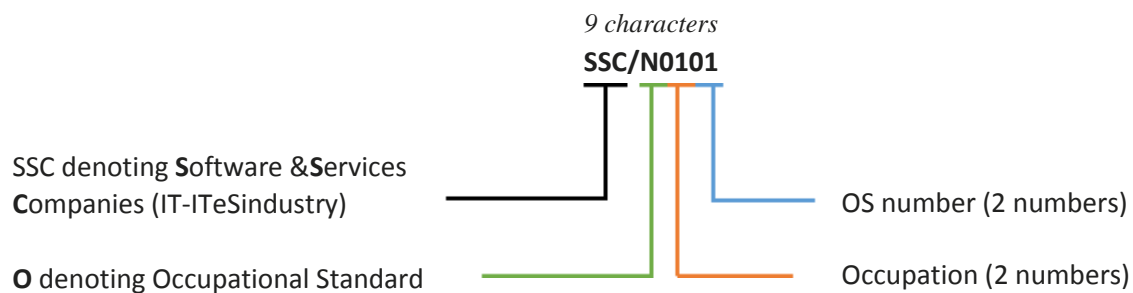 9 characters
SSC/N0101
SSC denoting Software &Services
Companies (IT-ITeSindustry)
OS number (2 numbers)
O denoting Occupational Standard
Occupation (2 numbers)